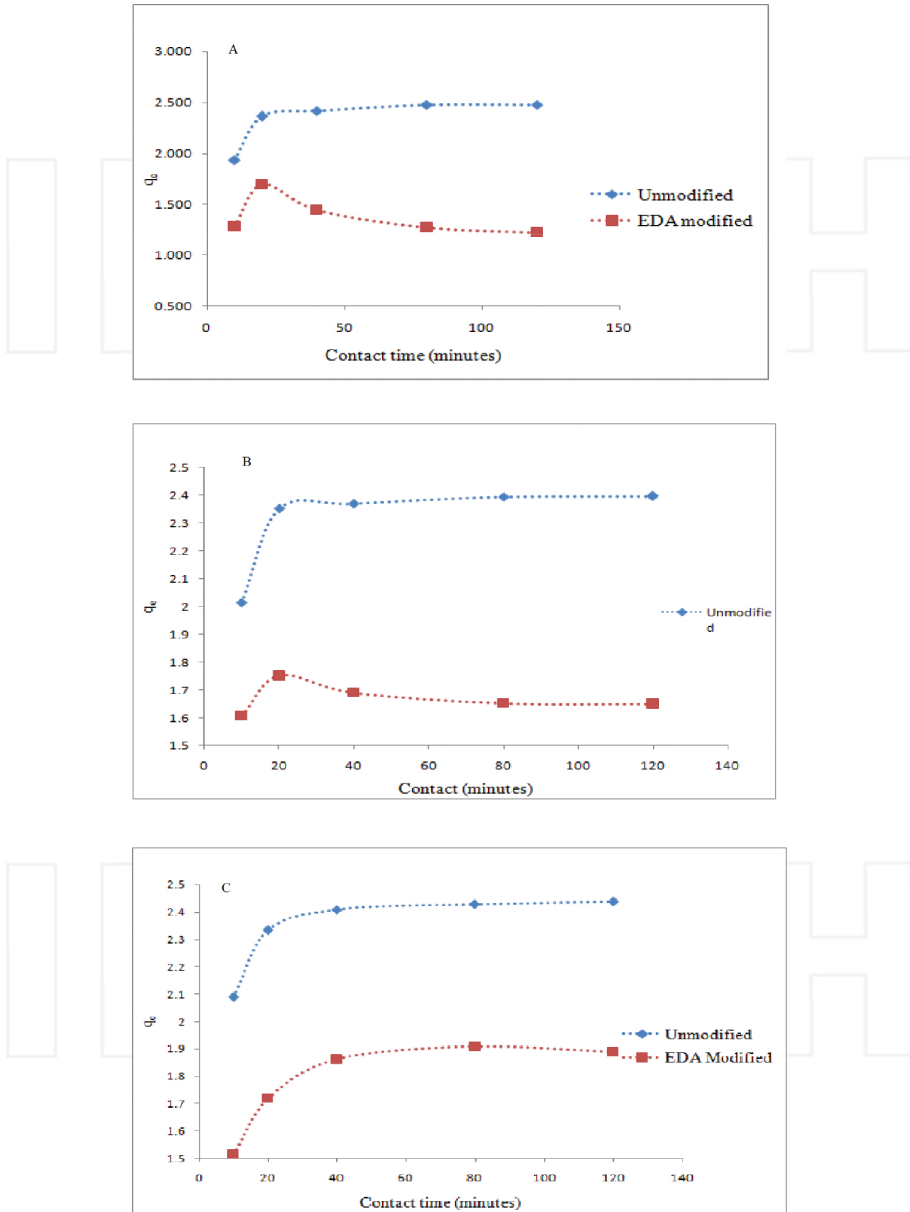 A
3.000
2.500
2.000
1.500
1.000
0.500
qe
0 50 100 150
Contact time (minutes)
Unmodified
EDA modified
B
2.5
2.4
2.3
2.2
2.1
2
1.9
1.8
1.7
1.6
1.5
qe
0 20 40 60 80 100 120 140
Contact (minutes)
Unmodifie
d
C
2.5
2.4
2.3
2.2
2.1
2
1.9
1.8
1.7
1.6
1.5
qe
0 20 40 60 80 100 120 140
Contact time (minutes)
Unmodified
EDA Modified